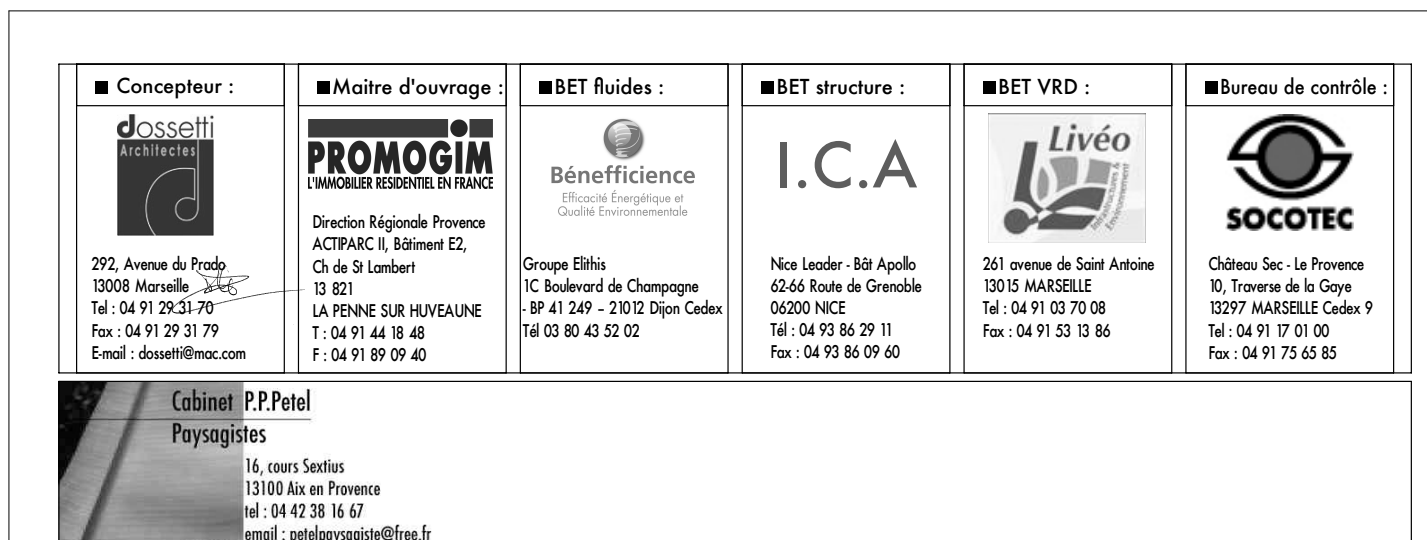 ■ Concepteur :
dossetti
Architectes
292, Avenue du Prado
13008 Marseille
Tel : 04 91 29 31 70
Fax : 04 91 29 31 79
E-mail : dossetti@mac.com
■Maitre d'ouvrage :
PROMOGIM
L'IMMOBILIER RESIDENTIEL EN FRANCE
Direction Régionale Provence
ACTIPARC II, Bâtiment E2,
Ch de St Lambert
13 821
LA PENNE SUR HUVEAUNE
T : 04 91 44 18 48
F : 04 91 89 09 40
■BET fluides :
Bénefficience
Efficacité Énergétique et
Qualité Environnementale
Groupe Elithis
1C Boulevard de Champagne
- BP 41 249 – 21012 Dijon Cedex
Tél 03 80 43 52 02
■BET structure :
I.C.A
Nice Leader - Bât Apollo
62-66 Route de Grenoble
06200 NICE
Tél : 04 93 86 29 11
Fax : 04 93 86 09 60
■BET VRD :
Livéo
Infrastructures &
Environnement
261 avenue de Saint Antoine
13015 MARSEILLE
Tel : 04 91 03 70 08
Fax : 04 91 53 13 86
■Bureau de contrôle :
SOCOTEC
Château Sec - Le Provence
10, Traverse de la Gaye
13297 MARSEILLE Cedex 9
Tel : 04 91 17 01 00
Fax : 04 91 75 65 85
Cabinet P.P.Petel
Paysagistes
16, cours Sextius
13100 Aix en Provence
tel : 04 42 38 16 67
email : petelpaysagiste@free.fr